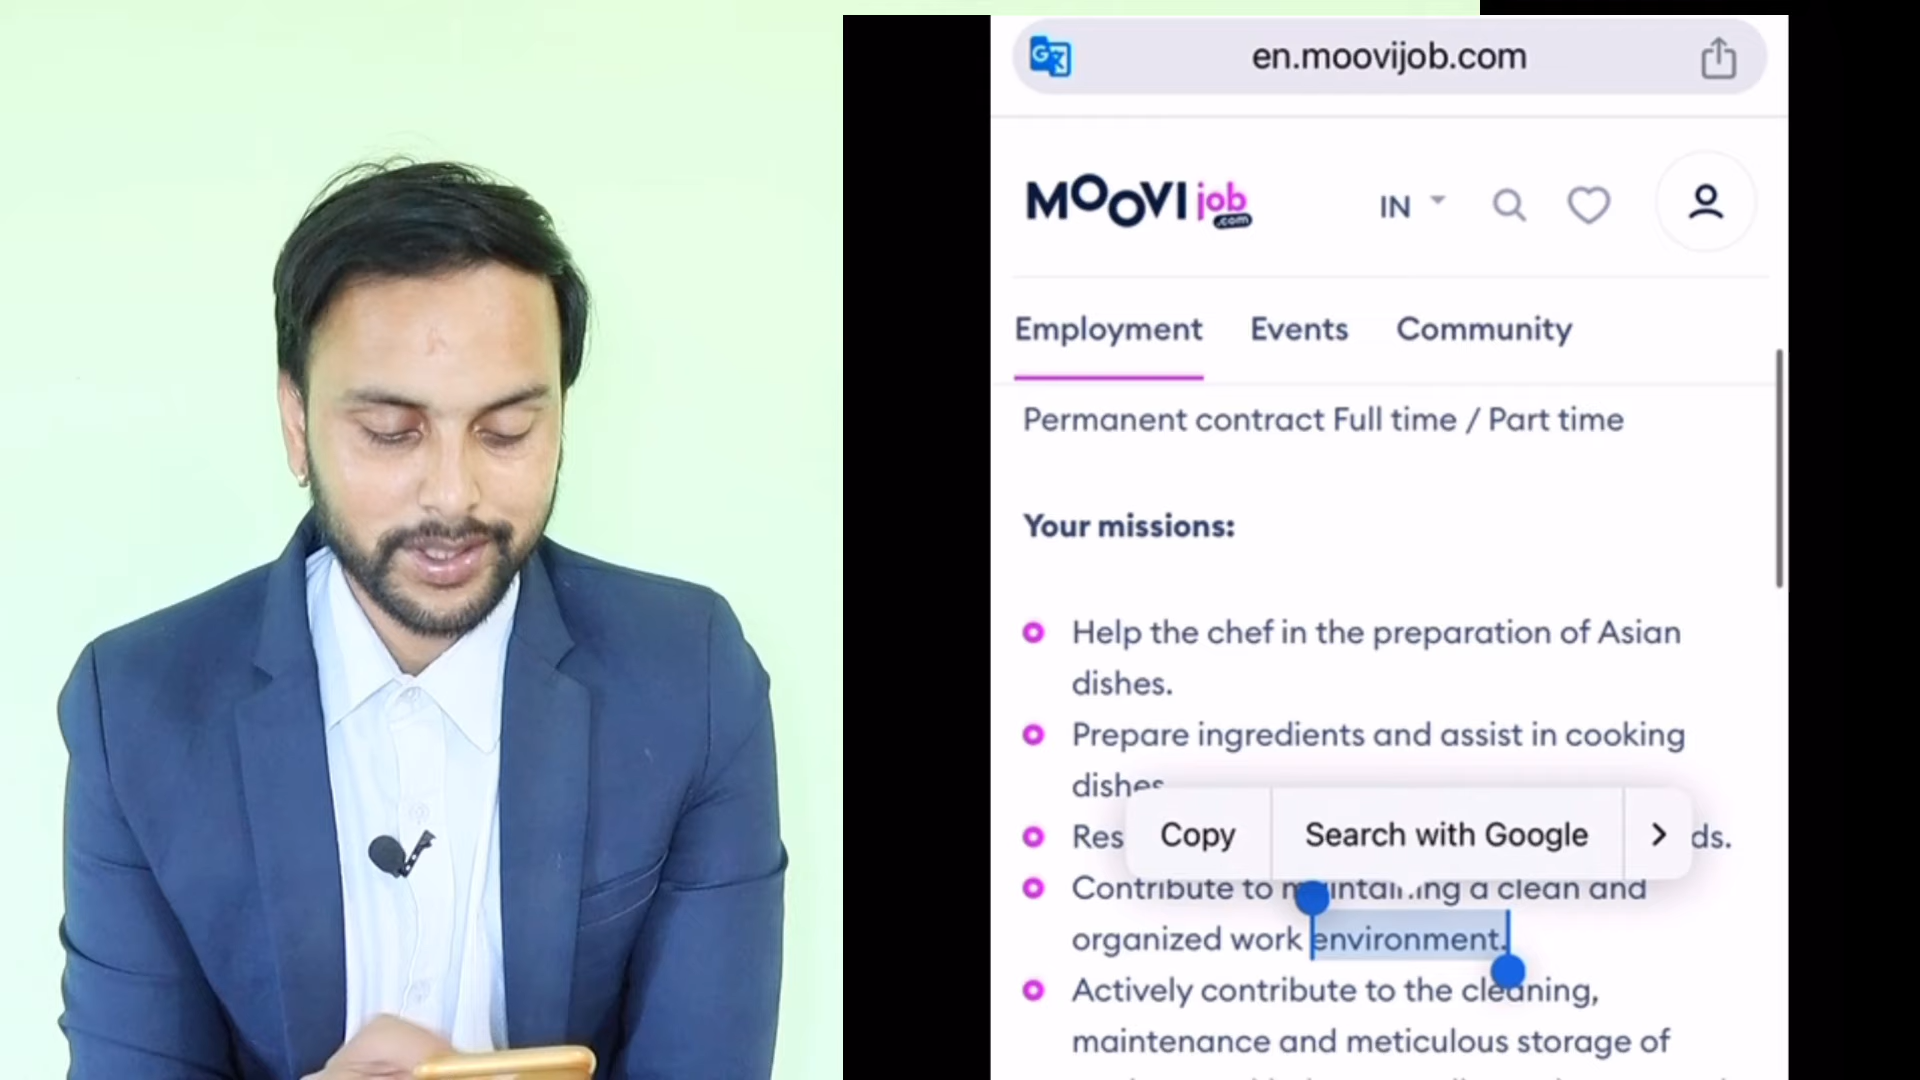 en.moovijob.com
MOOVI job .com
IN
Employment Events Community
Permanent contract Full time / Part time
Your missions:
Help the chef in the preparation of Asian
dishes.
Prepare ingredients and assist in cooking
dishes
Copy Search with Google
Res ds.
Contribute to maintaining a clean and
organized work environment.
Actively contribute to the cleaning,
maintenance and meticulous storage of